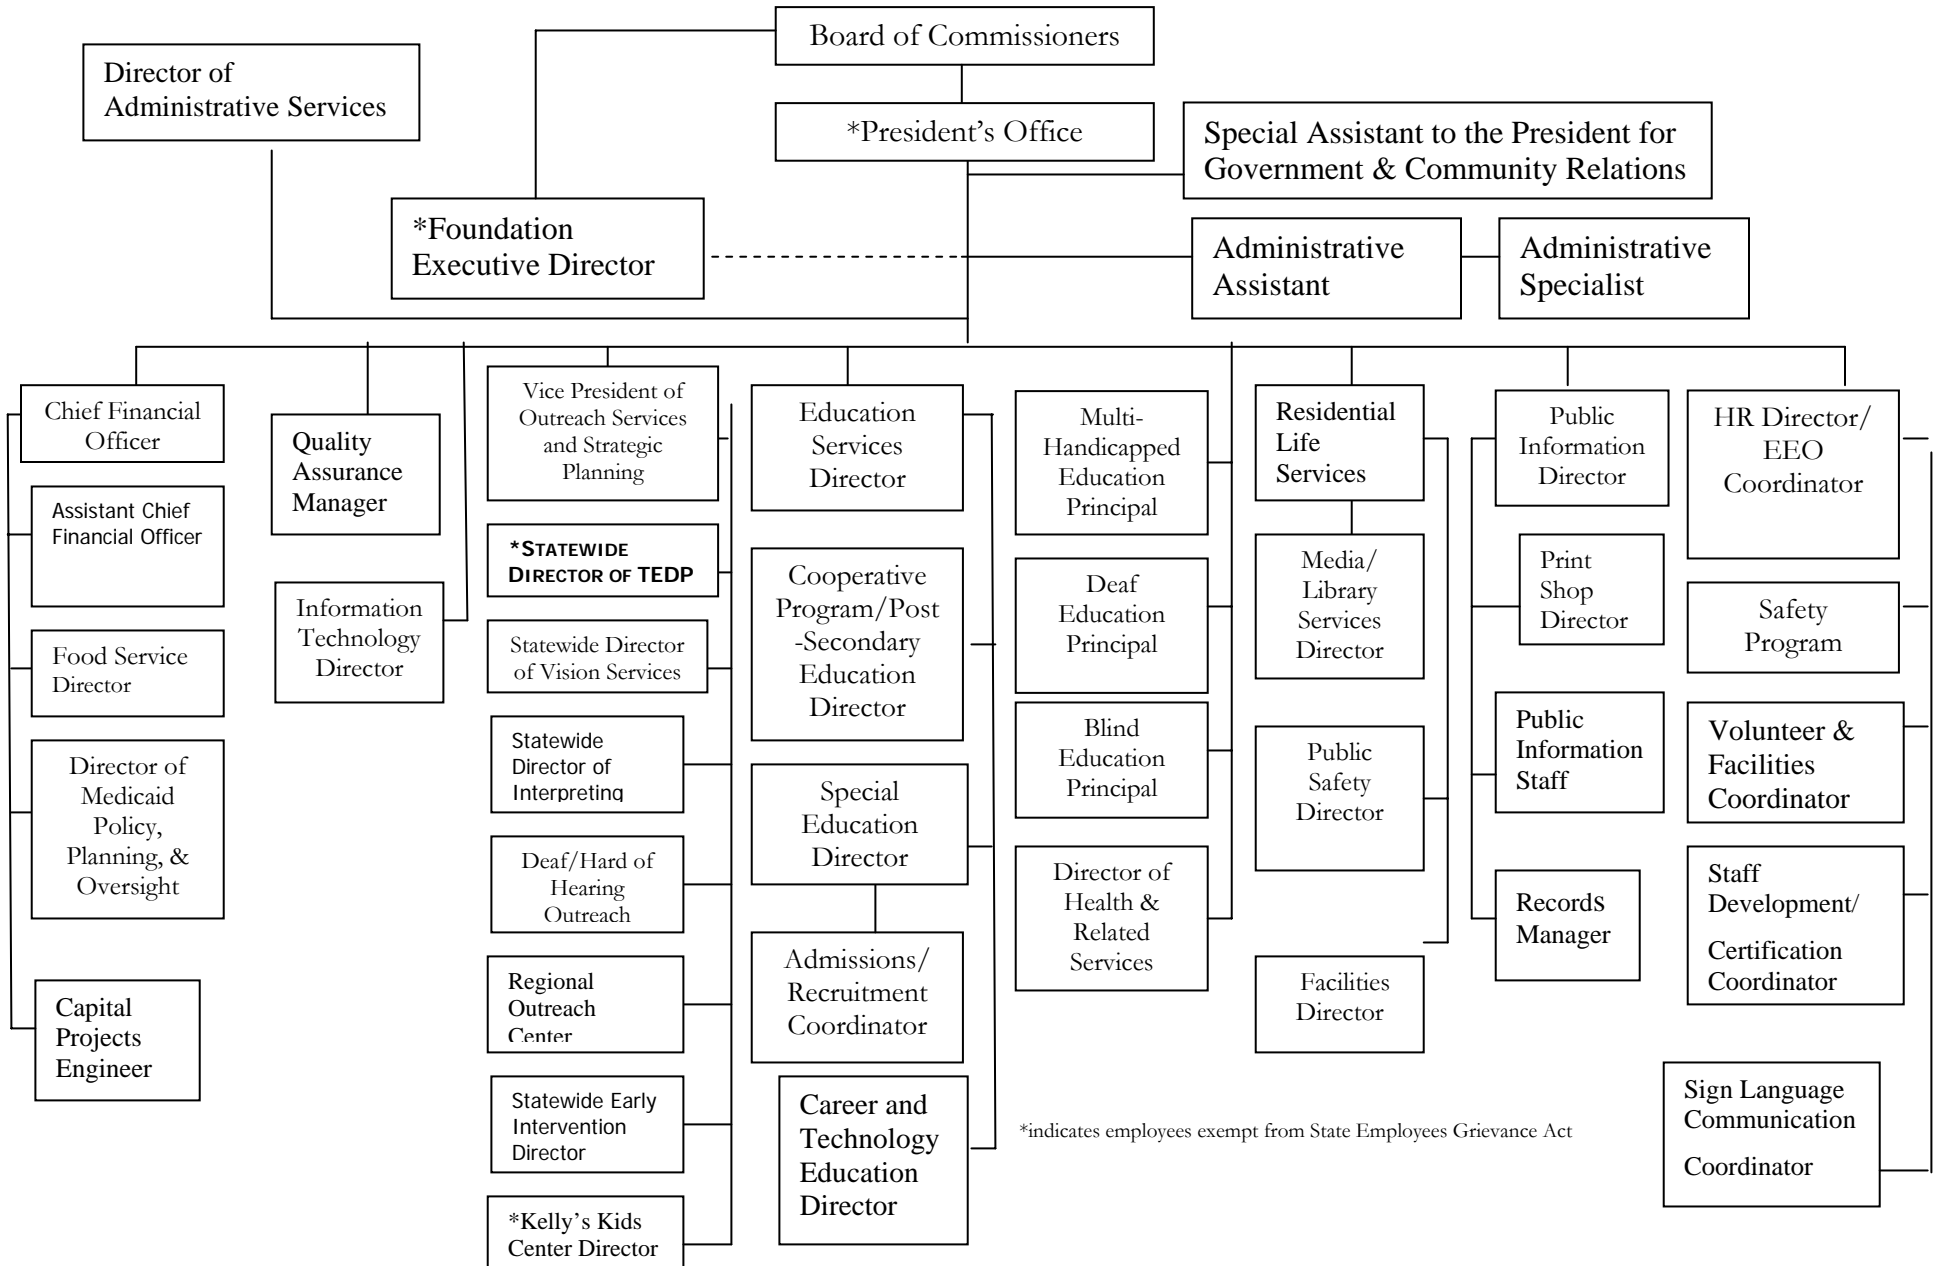 Board of Commissioners
Director of
Administrative Services
*President's Office
Special Assistant to the President for
Government & Community Relations
*Foundation
Executive Director
Administrative
Assistant
Administrative
Specialist
Chief Financial
Officer
Assistant Chief
Financial Officer
Food Service
Director
Director of
Medicaid
Policy,
Planning, &
Oversight
Capital
Projects
Engineer
Quality
Assurance
Manager
Information
Technology
Director
Vice President of
Outreach Services
and Strategic
Planning
*STATEWIDE
DIRECTOR OF TEDP
Statewide Director
of Vision Services
Statewide
Director of
Interpreting
Deaf/Hard of
Hearing
Outreach
Regional
Outreach
Center
Statewide Early
Intervention
Director
*Kelly's Kids
Center Director
Education
Services
Director
Cooperative
Program/Post
-Secondary
Education
Director
Special
Education
Director
Admissions/
Recruitment
Coordinator
Career and
Technology
Education
Director
Multi-
Handicapped
Education
Principal
Deaf
Education
Principal
Blind
Education
Principal
Director of
Health &
Related
Services
Residential
Life
Services
Media/
Library
Services
Director
Public
Safety
Director
Facilities
Director
Public
Information
Director
Print
Shop
Director
Public
Information
Staff
Records
Manager
HR Director/
EEO
Coordinator
Safety
Program
Volunteer &
Facilities
Coordinator
Staff
Development/
Certification
Coordinator
Sign Language
Communication
Coordinator
*indicates employees exempt from State Employees Grievance Act